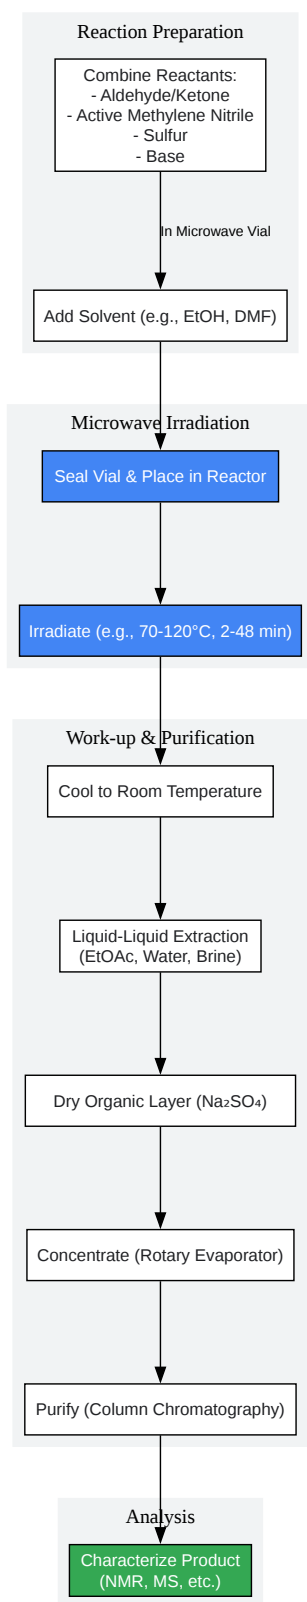 Reaction Preparation
Combine Reactants:
- Aldehyde/Ketone
- Active Methylene Nitrile
- Sulfur
- Base
In Microwave Vial
Add Solvent (e.g., EtOH, DMF)
Microwave Irradiation
Seal Vial & Place in Reactor
Irradiate (e.g., 70-120°C, 2-48 min)
Work-up & Purification
Cool to Room Temperature
Liquid-Liquid Extraction
(EtOAc, Water, Brine)
Dry Organic Layer (Na₂SO₄)
Concentrate (Rotary Evaporator)
Purify (Column Chromatography)
Analysis
Characterize Product
(NMR, MS, etc.)